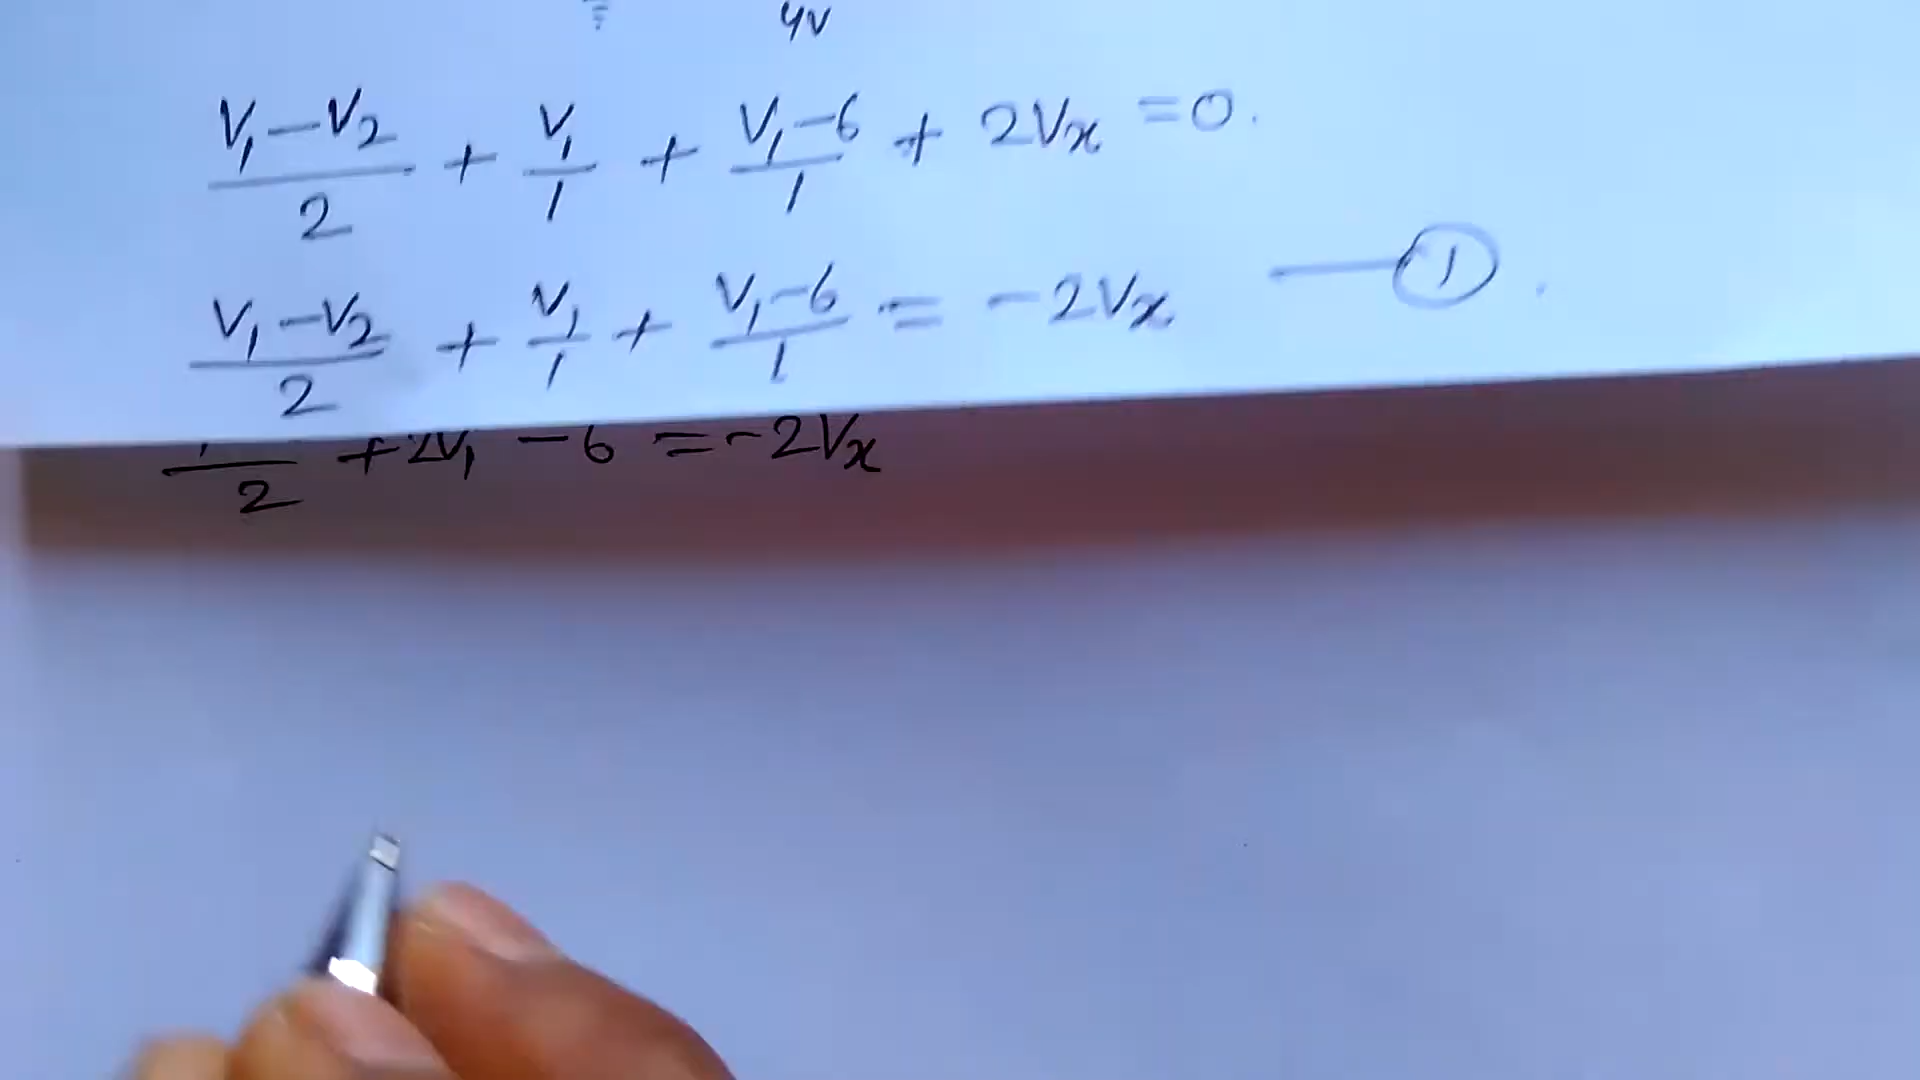 4V
V₁-V₂/2 + V₁/1 + V₁-6/1 + 2Vx = 0.
V₁-V₂/2 + V₁/1 + V₁-6/1 = -2Vx —①.
/2 + 2V₁ - 6 = -2Vx